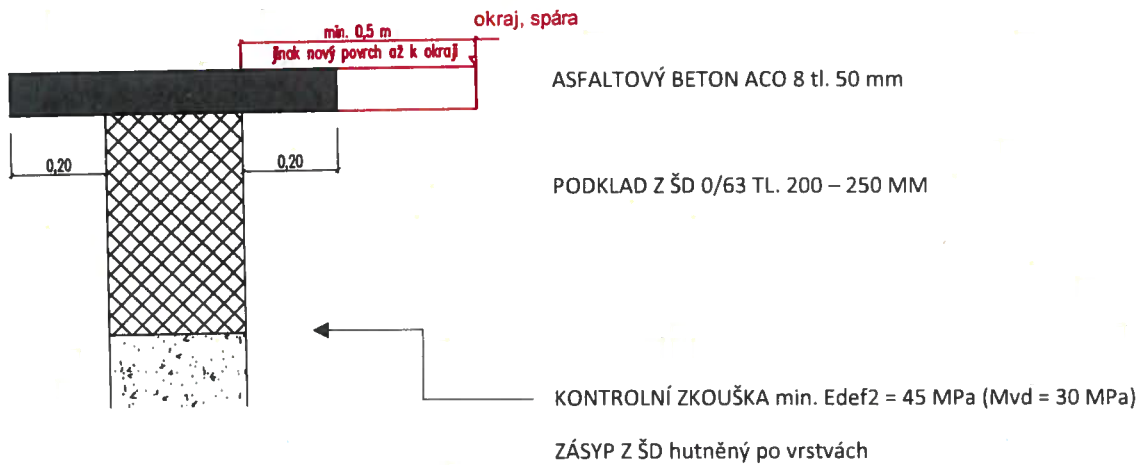 okraj, spára
min. 0,5 m
jinak nový povrch až k okraji
ASFALTOVÝ BETON ACO 8 tl. 50 mm
0,20
0,20
PODKLAD Z ŠD 0/63 TL. 200 – 250 MM
KONTROLNÍ ZKOUŠKA min. Edef2 = 45 MPa (Mvd = 30 MPa)
ZÁSYP Z ŠD hutněný po vrstvách